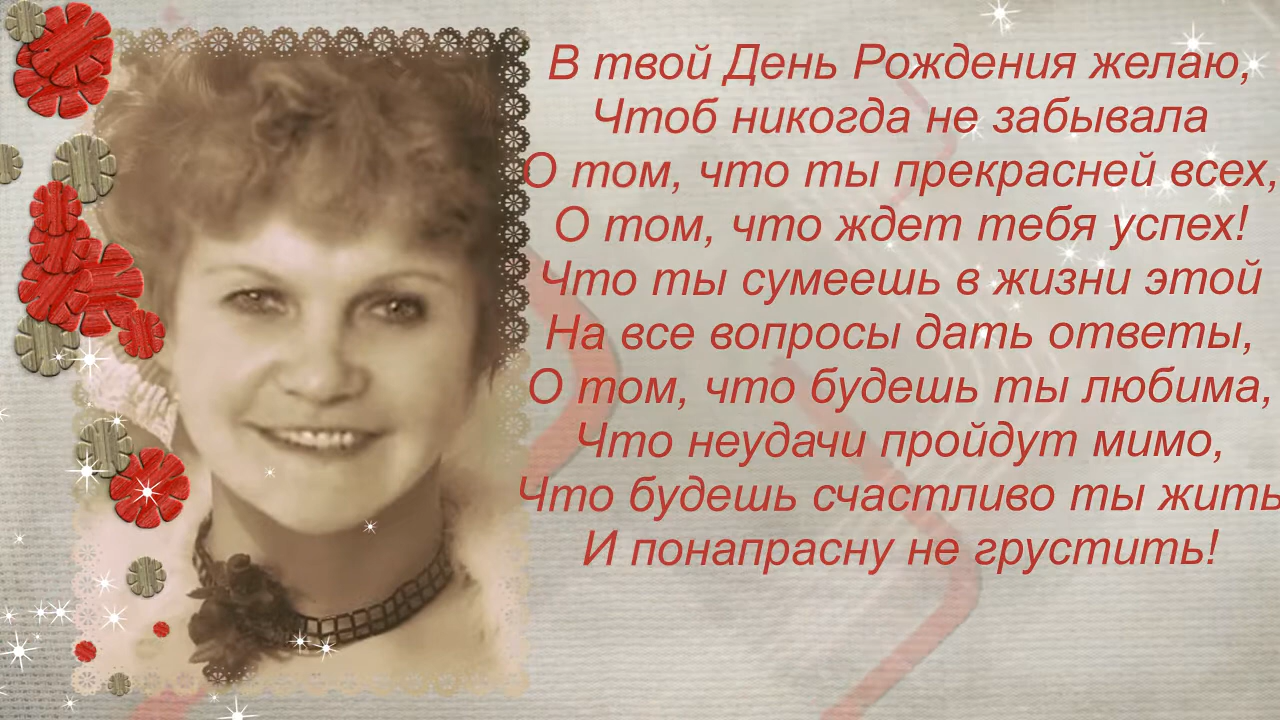 В твой День Рождения желаю,
Чтоб никогда не забывала
О том, что ты прекрасней всех,
О том, что ждет тебя успех!
Что ты сумеешь в жизни этой
На все вопросы дать ответы,
О том, что будешь ты любима,
Что неудачи пройдут мимо,
Что будешь счастливо ты жить
И понапрасну не грустить!